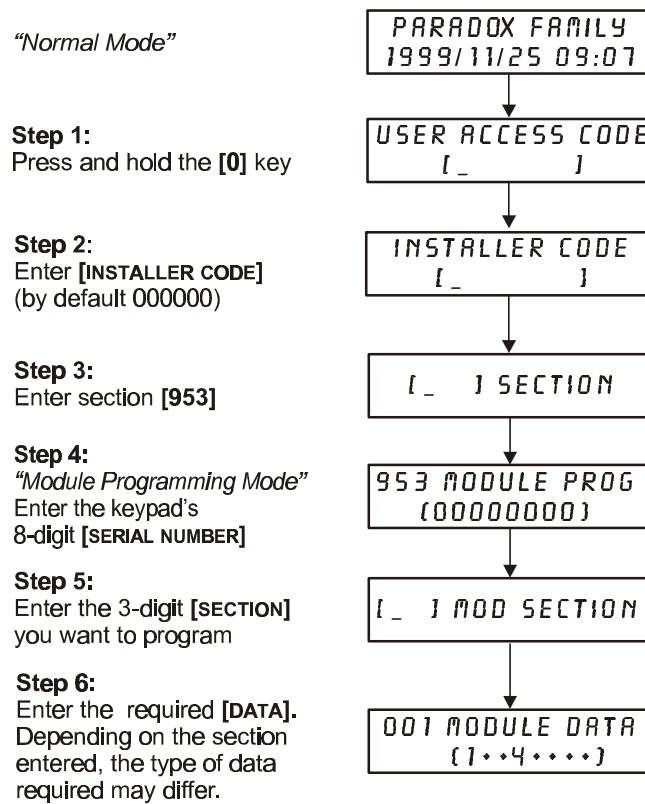 “Normal Mode”
PARADOX FAMILY
1999/11/25 09:07
Step 1:
Press and hold the [0] key
USER ACCESS CODE
[_ ]
Step 2:
Enter [INSTALLER CODE]
(by default 000000)
INSTALLER CODE
[_ ]
Step 3:
Enter section [953]
[_ ] SECTION
Step 4:
“Module Programming Mode”
Enter the keypad’s
8-digit [SERIAL NUMBER]
953 MODULE PROG
(00000000)
Step 5:
Enter the 3-digit [SECTION]
you want to program
[_ ] MOD SECTION
Step 6:
Enter the required [DATA].
Depending on the section
entered, the type of data
required may differ.
001 MODULE DATA
(1••4••••)